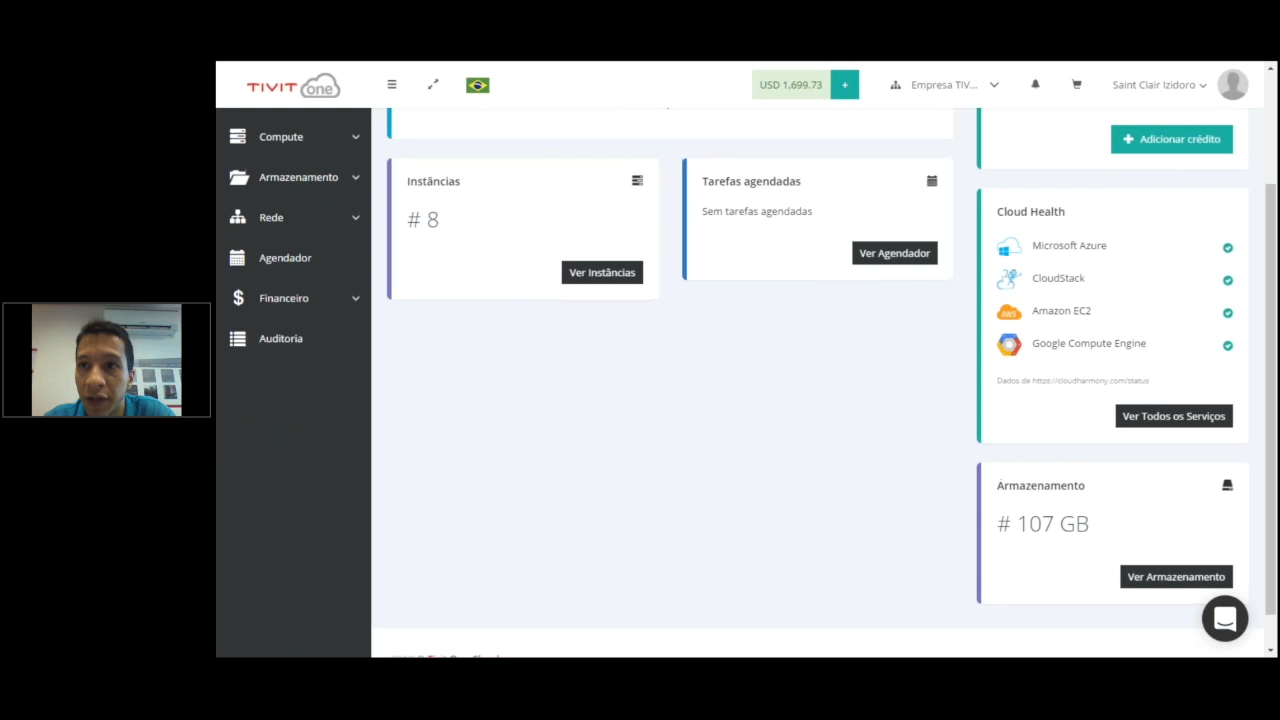 TIVIT one
USD 1,699.73 +
Empresa TIV...
Saint Clair Izidoro
Compute
Armazenamento
Rede
Agendador
Financeiro
Auditoria
Instâncias
# 8
Ver Instâncias
Tarefas agendadas
Sem tarefas agendadas
Ver Agendador
Adicionar crédito
Cloud Health
Microsoft Azure
CloudStack
AWS
Amazon EC2
Google Compute Engine
Dados de https://cloudharmony.com/status
Ver Todos os Serviços
Armazenamento
# 107 GB
Ver Armazenamento